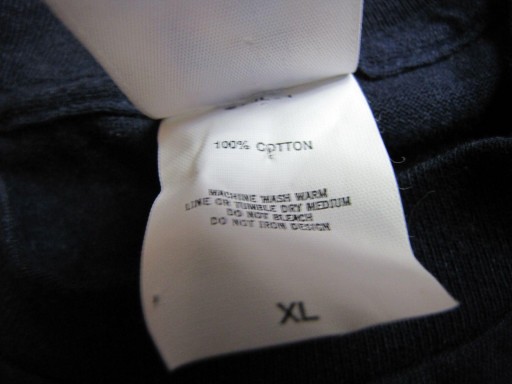 100% COTTON
MACHINE WASH WARM
LINE OR TUMBLE DRY MEDIUM
DO NOT BLEACH
DO NOT IRON DESIGN
XL